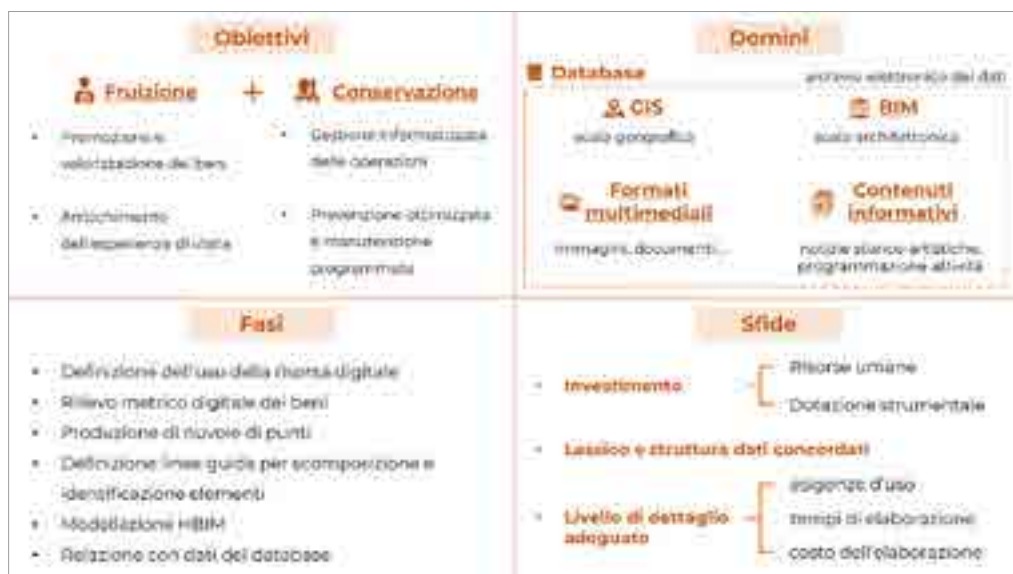 Obiettivi
Fruizione + Conservazione
• Promozione e
valorizzazione dei beni
• Arricchimento
dell'esperienza di visita
• Gestione informatizzata
delle operazioni
• Prevenzione ottimizzata
e manutenzione
programmata
Domini
Database
archivio elettronico dei dati
GIS
scala geografica
BIM
scala architettonica
Formati
multimediali
immagini, documenti...
Contenuti
informativi
notizie storico-artistiche,
programmazione attività
Fasi
• Definizione dell'uso della risorsa digitale
• Rilievo metrico digitale dei beni
• Produzione di nuvole di punti
• Definizione linee guida per scomposizione e
identificazione elementi
• Modellazione HBIM
• Relazione con dati del database
Sfide
• Investimento
Risorse umane
Dotazione strumentale
• Lessico e struttura dati concordati
• Livello di dettaglio
adeguato
esigenze d'uso
tempi di elaborazione
costo dell'elaborazione